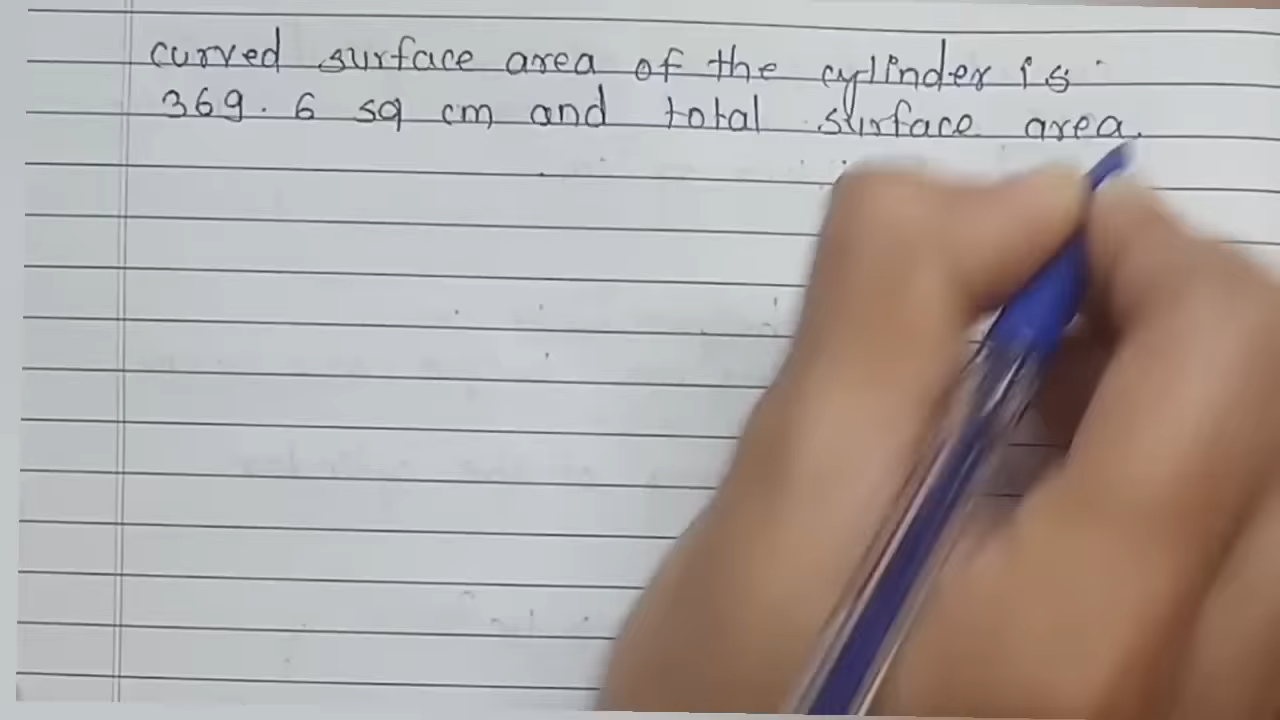 curved surface area of the cylinder is
369.6 sq cm and total surface area